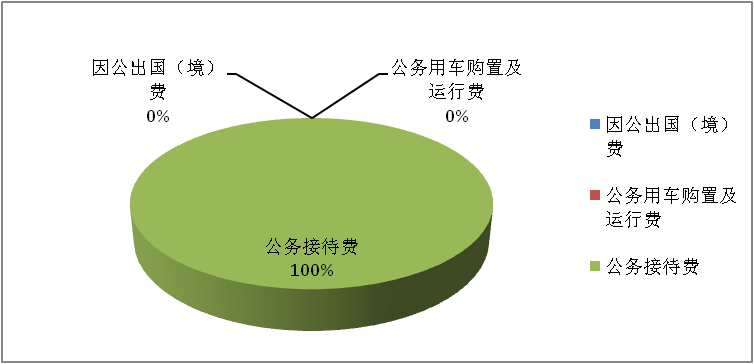 因公出国（境）
费
0%
公务用车购置及
运行费
0%
公务接待费
100%
因公出国（境）
费
公务用车购置及
运行费
公务接待费